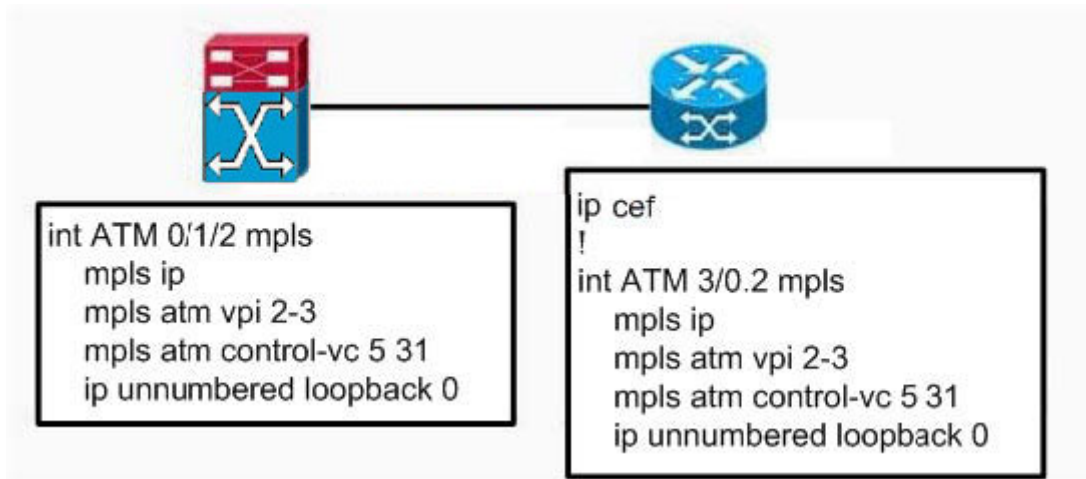 int ATM 0/1/2 mpls
mpls ip
mpls atm vpi 2-3
mpls atm control-vc 5 31
ip unnumbered loopback 0
ip cef
!
int ATM 3/0.2 mpls
mpls ip
mpls atm vpi 2-3
mpls atm control-vc 5 31
ip unnumbered loopback 0